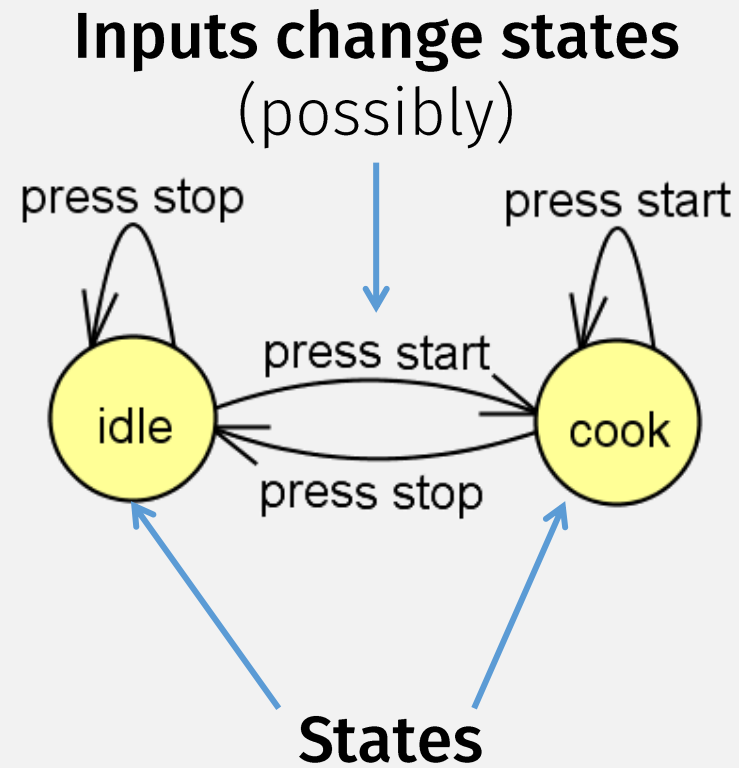 Inputs change states
(possibly)
press stop
press start
press start
idle
cook
press stop
States